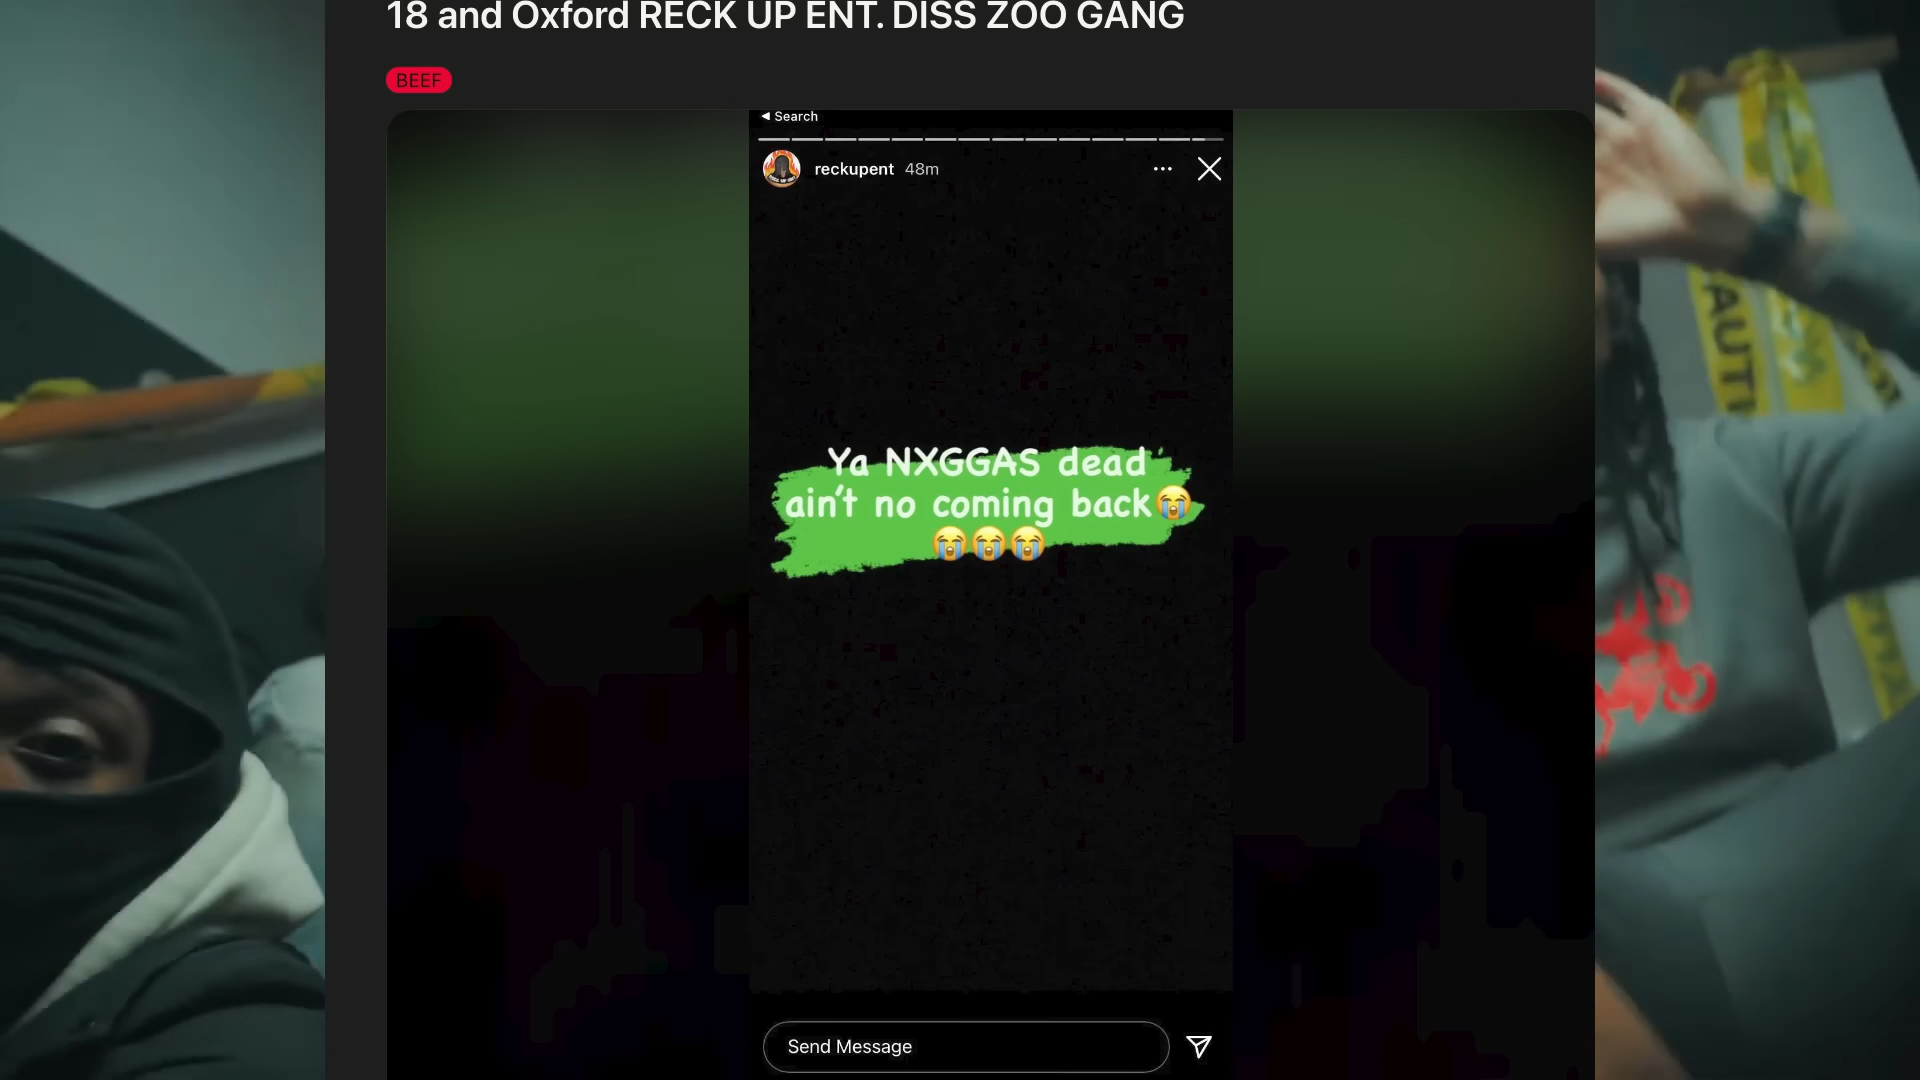 18 and Oxford RECK UP ENT. DISS ZOO GANG
BEEF
◄ Search
reckupent 48m
Ya NXGGAS dead
ain't no coming back😭
😭😭😭
Send Message
CAUTI